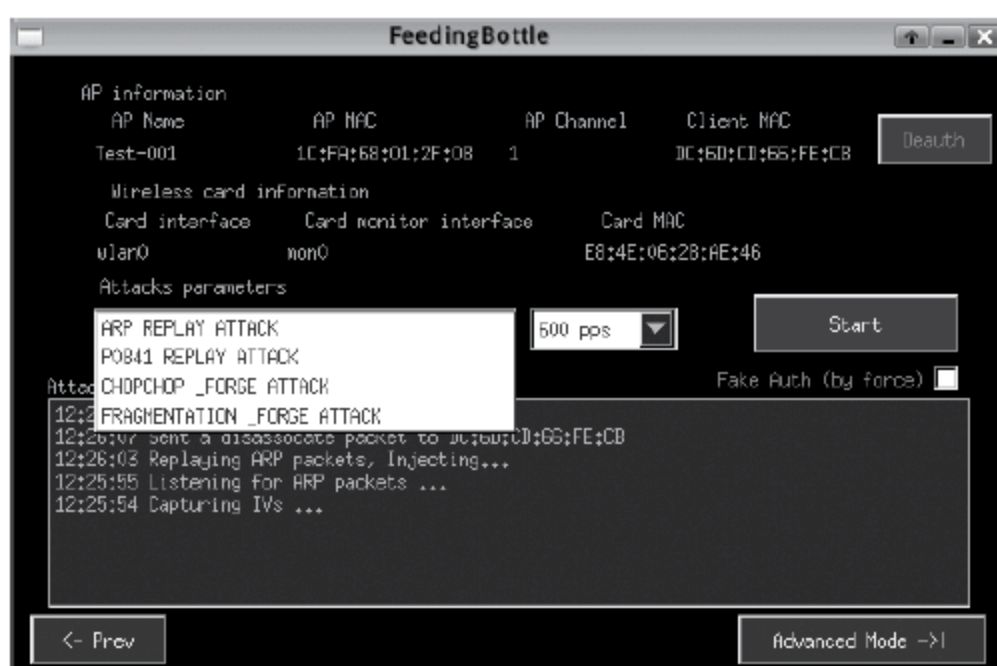 FeedingBottle
AP information
AP Name AP MAC AP Channel Client MAC
Test-001 1C:FA:68:01:2F:08 1 DC:6D:CD:66:FE:CB Deauth
Wireless card information
Card interface Card monitor interface Card MAC
wlan0 mon0 E8:4E:06:28:AE:46
Attacks parameters
ARP REPLAY ATTACK
P0841 REPLAY ATTACK
CHOPCHOP _FORGE ATTACK
FRAGMENTATION _FORGE ATTACK
500 pps Start
Fake Auth (by force)
12:26:07 Sent a disassocate packet to DC:6D:CD:66:FE:CB
12:26:03 Replaying ARP packets, Injecting...
12:25:55 Listening for ARP packets ...
12:25:54 Capturing IVs ...
<- Prev Advanced Mode ->|